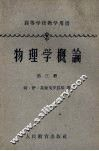 高等学校教学用书
物理学概論
第三册
人民教育出版社